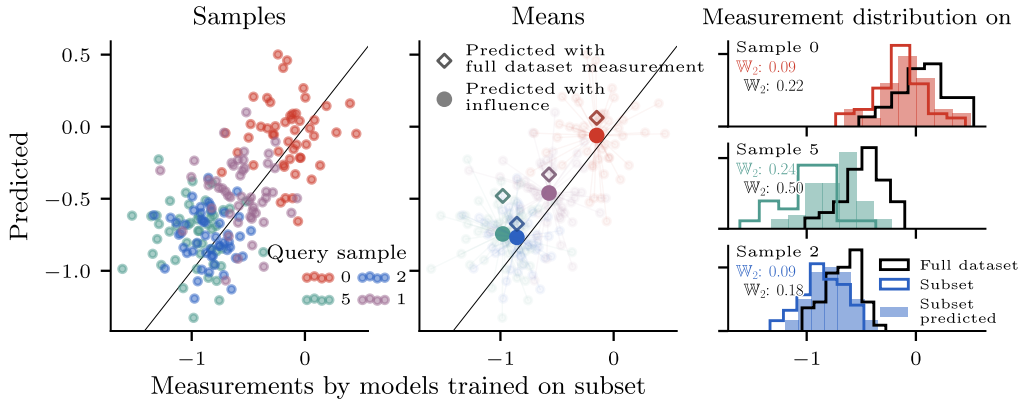 Samples
Means
Measurement distribution on
Predicted
0.5
0.0
−0.5
−1.0
−1
0
Query sample
0
2
5
1
Predicted with
full dataset measurement
Predicted with
influence
−1
0
Measurements by models trained on subset
Sample 0
𝕎₂: 0.09
𝕎₂: 0.22
Sample 5
𝕎₂: 0.24
𝕎₂: 0.50
Sample 2
𝕎₂: 0.09
𝕎₂: 0.18
Full dataset
Subset
Subset
predicted
−1
0